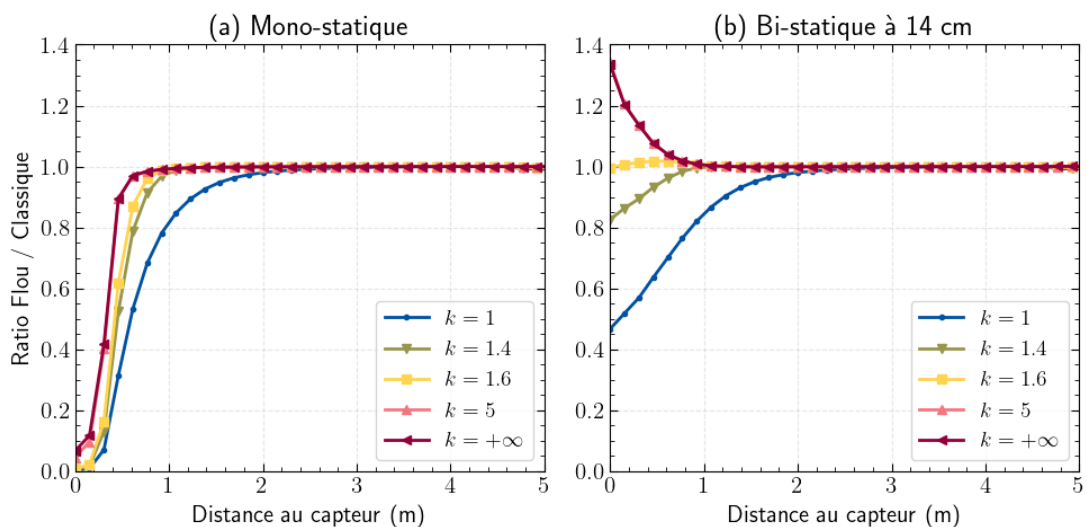 (a) Mono-statique
(b) Bi-statique à 14 cm
Ratio Flou / Classique
1.4
1.2
1.0
0.8
0.6
0.4
0.2
0.0
0 1 2 3 4 5
Distance au capteur (m)
k = 1
k = 1.4
k = 1.6
k = 5
k = +∞
1.4
1.2
1.0
0.8
0.6
0.4
0.2
0.0
0 1 2 3 4 5
Distance au capteur (m)
k = 1
k = 1.4
k = 1.6
k = 5
k = +∞